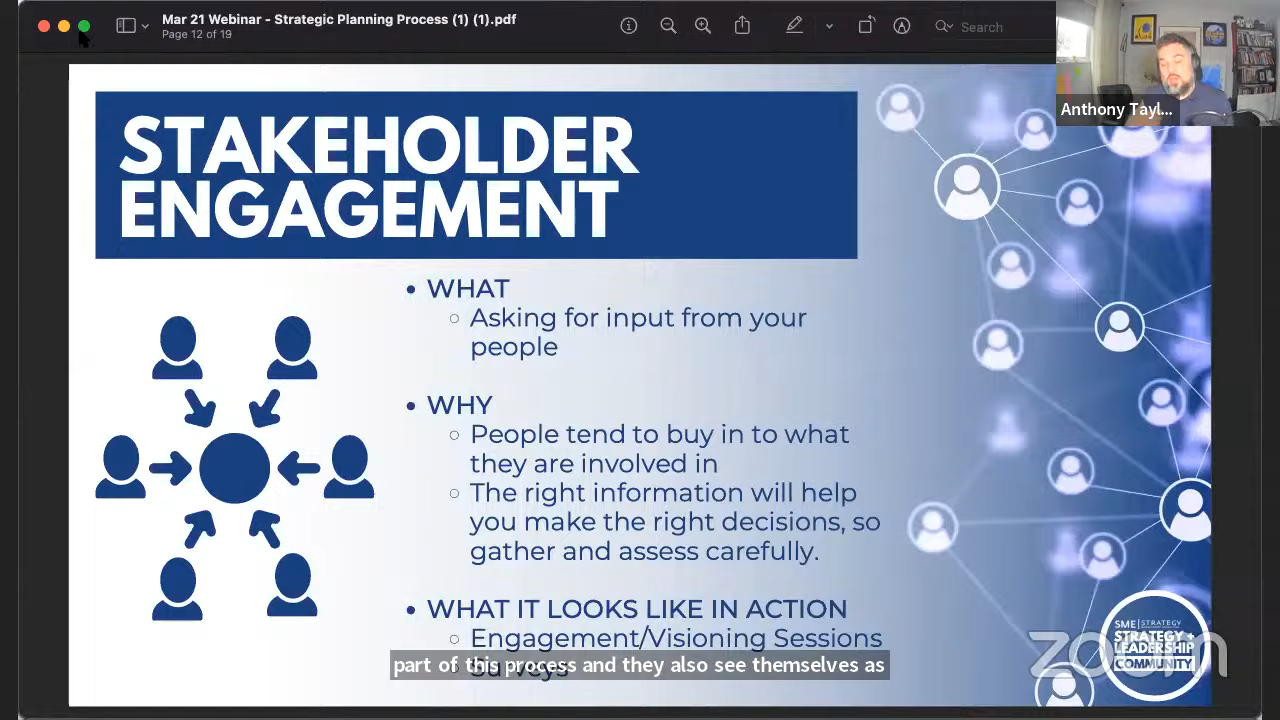 Mar 21 Webinar - Strategic Planning Process (1) (1).pdf
Page 12 of 19
Search
Anthony Tayl...
STAKEHOLDER
ENGAGEMENT
WHAT
Asking for input from your
people
WHY
People tend to buy in to what
they are involved in
The right information will help
you make the right decisions, so
gather and assess carefully.
WHAT IT LOOKS LIKE IN ACTION
Engagement/Visioning Sessions
Surveys
part of this process and they also see themselves as
SME | STRATEGY
STRATEGY +
LEADERSHIP
COMMUNITY
zoom